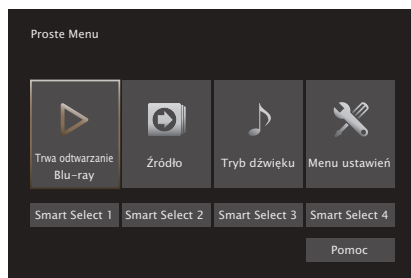 Proste Menu
Trwa odtwarzanie
Blu-ray
Źródło
Tryb dźwięku
Menu ustawień
Smart Select 1
Smart Select 2
Smart Select 3
Smart Select 4
Pomoc